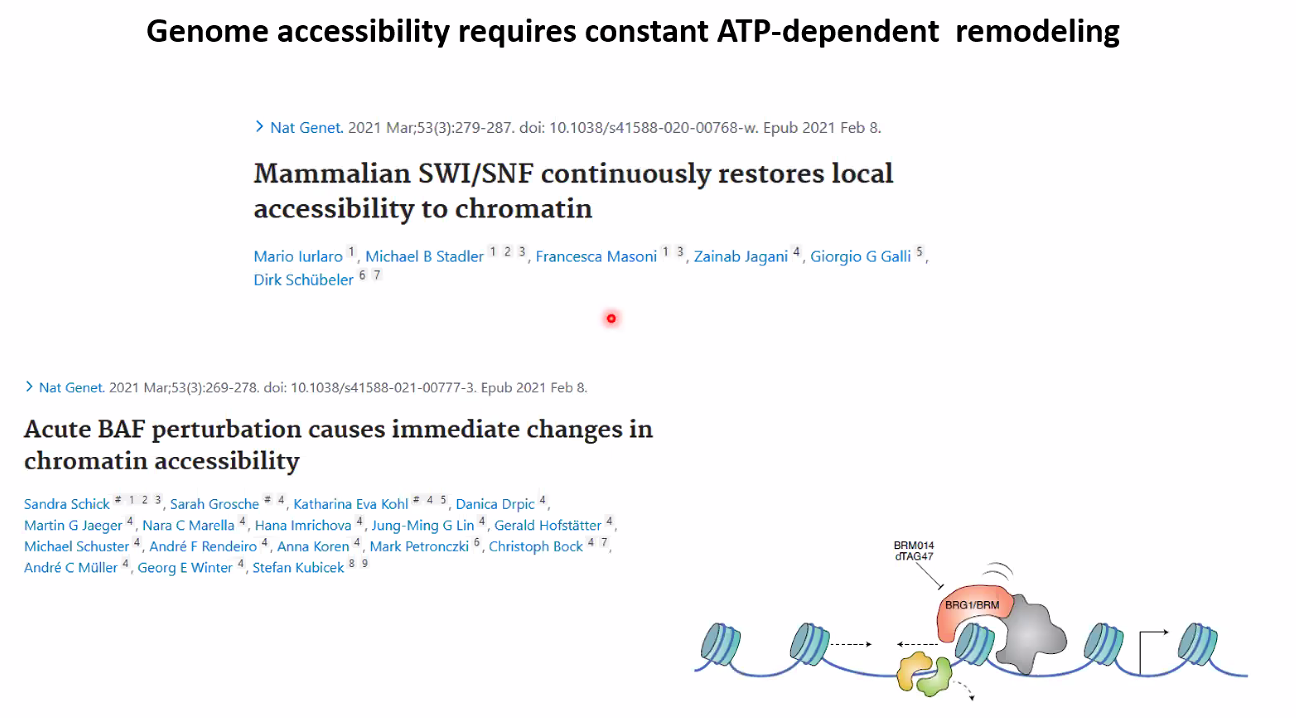 Genome accessibility requires constant ATP-dependent remodeling
> Nat Genet. 2021 Mar;53(3):279-287. doi: 10.1038/s41588-020-00768-w. Epub 2021 Feb 8.
Mammalian SWI/SNF continuously restores local
accessibility to chromatin
Mario Iurlaro 1, Michael B Stadler 1 2 3, Francesca Masoni 1 3, Zainab Jagani 4, Giorgio G Galli 5,
Dirk Schübeler 6 7
> Nat Genet. 2021 Mar;53(3):269-278. doi: 10.1038/s41588-021-00777-3. Epub 2021 Feb 8.
Acute BAF perturbation causes immediate changes in
chromatin accessibility
Sandra Schick # 1 2 3, Sarah Grosche # 4, Katharina Eva Kohl # 4 5, Danica Drpic 4,
Martin G Jaeger 4, Nara C Marella 4, Hana Imrichova 4, Jung-Ming G Lin 4, Gerald Hofstätter 4,
Michael Schuster 4, André F Rendeiro 4, Anna Koren 4, Mark Petronczki 6, Christoph Bock 4 7,
André C Müller 4, Georg E Winter 4, Stefan Kubicek 8 9
BRM014
dTAG47
BRG1/BRM